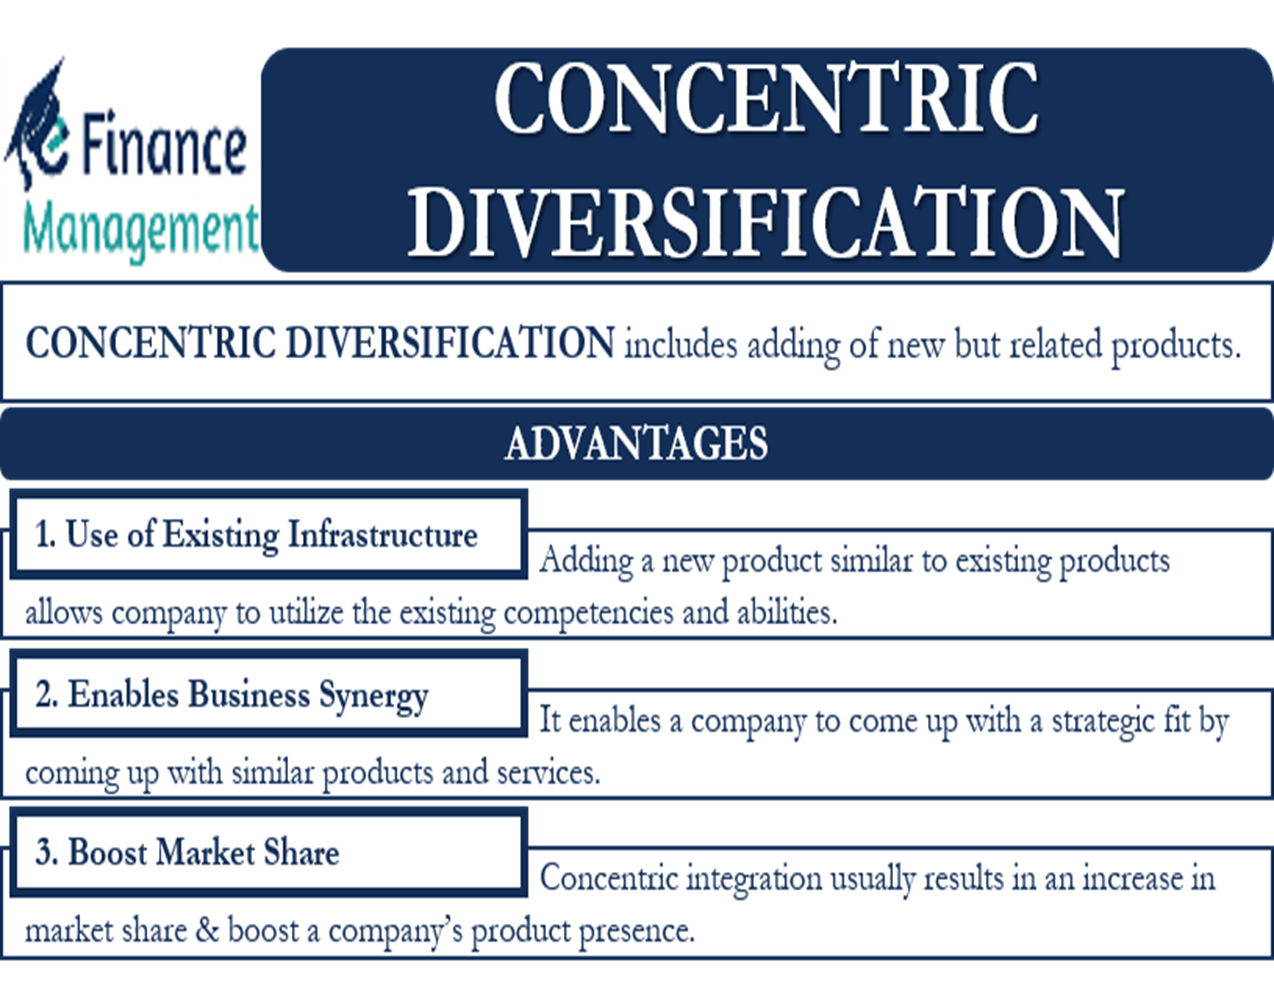 eFinance
Management
CONCENTRIC
DIVERSIFICATION
CONCENTRIC DIVERSIFICATION includes adding of new but related products.
ADVANTAGES
1. Use of Existing Infrastructure
Adding a new product similar to existing products
allows company to utilize the existing competencies and abilities.
2. Enables Business Synergy
It enables a company to come up with a strategic fit by
coming up with similar products and services.
3. Boost Market Share
Concentric integration usually results in an increase in
market share & boost a company’s product presence.